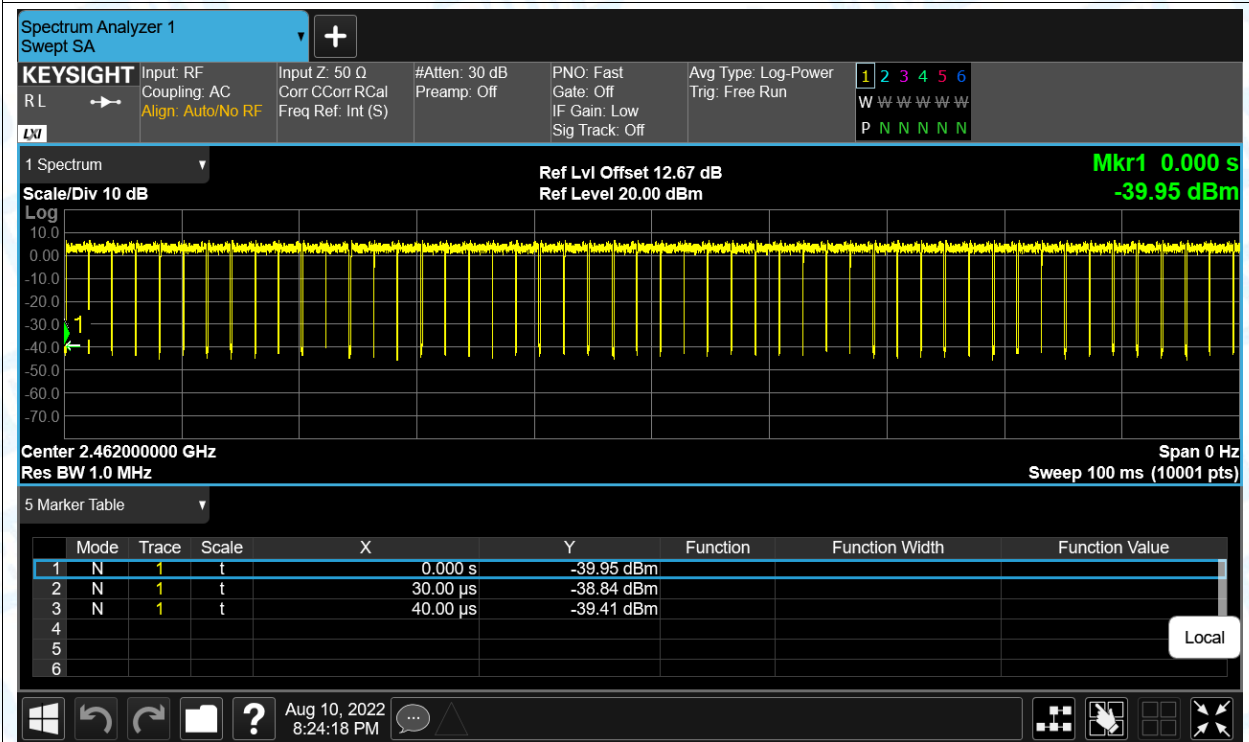 Spectrum Analyzer 1
Swept SA
KEYSIGHT Input: RF Input Z: 50 Ω #Atten: 30 dB PNO: Fast Avg Type: Log-Power 1 2 3 4 5 6
R L Coupling: AC Corr CCorr RCal Preamp: Off Gate: Off Trig: Free Run
Align: Auto/No RF Freq Ref: Int (S) IF Gain: Low W W W W W W
LXI Sig Track: Off P N N N N N
1 Spectrum Ref Lvl Offset 12.67 dB Mkr1 0.000 s
Scale/Div 10 dB Ref Level 20.00 dBm -39.95 dBm
Log
10.0
0.00
-10.0
-20.0
-30.0 1
-40.0
-50.0
-60.0
-70.0
Center 2.462000000 GHz Span 0 Hz
Res BW 1.0 MHz Sweep 100 ms (10001 pts)
5 Marker Table
Mode Trace Scale X Y Function Function Width Function Value
1 N 1 t 0.000 s -39.95 dBm
2 N 1 t 30.00 µs -38.84 dBm
3 N 1 t 40.00 µs -39.41 dBm
4
5
6
Local
? Aug 10, 2022
8:24:18 PM